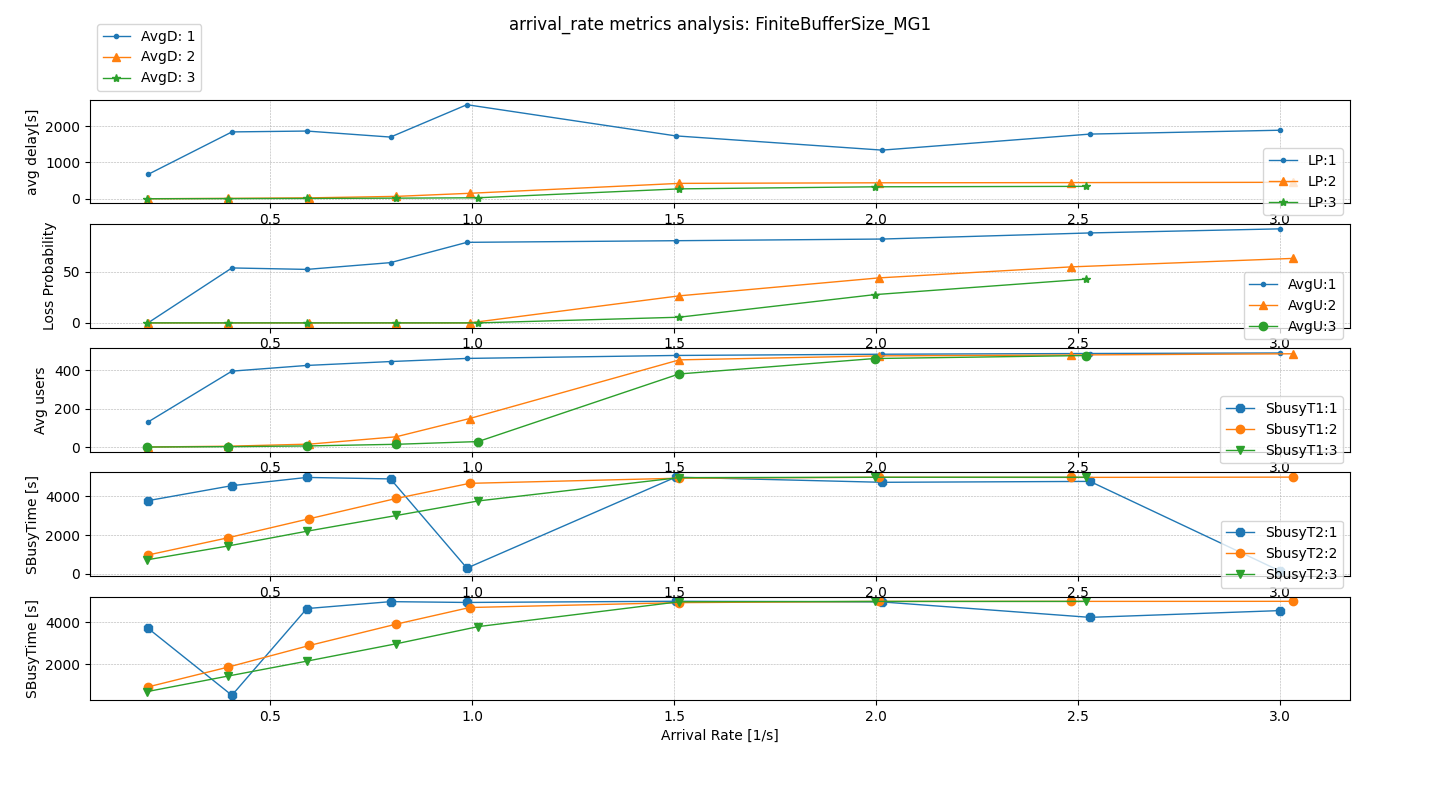 arrival_rate metrics analysis: FiniteBufferSize_MG1
AvgD: 1
AvgD: 2
AvgD: 3
avg delay[s]
2000
1000
0
LP:1
LP:2
LP:3
0.5 1.0 1.5 2.0 2.5 3.0
Loss Probability
50
0
AvgU:1
AvgU:2
AvgU:3
0.5 1.0 1.5 2.0 2.5 3.0
Avg users
400
200
0
SbusyT1:1
SbusyT1:2
SbusyT1:3
0.5 1.0 1.5 2.0 2.5 3.0
SBusyTime [s]
4000
2000
0
SbusyT2:1
SbusyT2:2
SbusyT2:3
0.5 1.0 1.5 2.0 2.5 3.0
SBusyTime [s]
4000
2000
0.5 1.0 1.5 2.0 2.5 3.0
Arrival Rate [1/s]